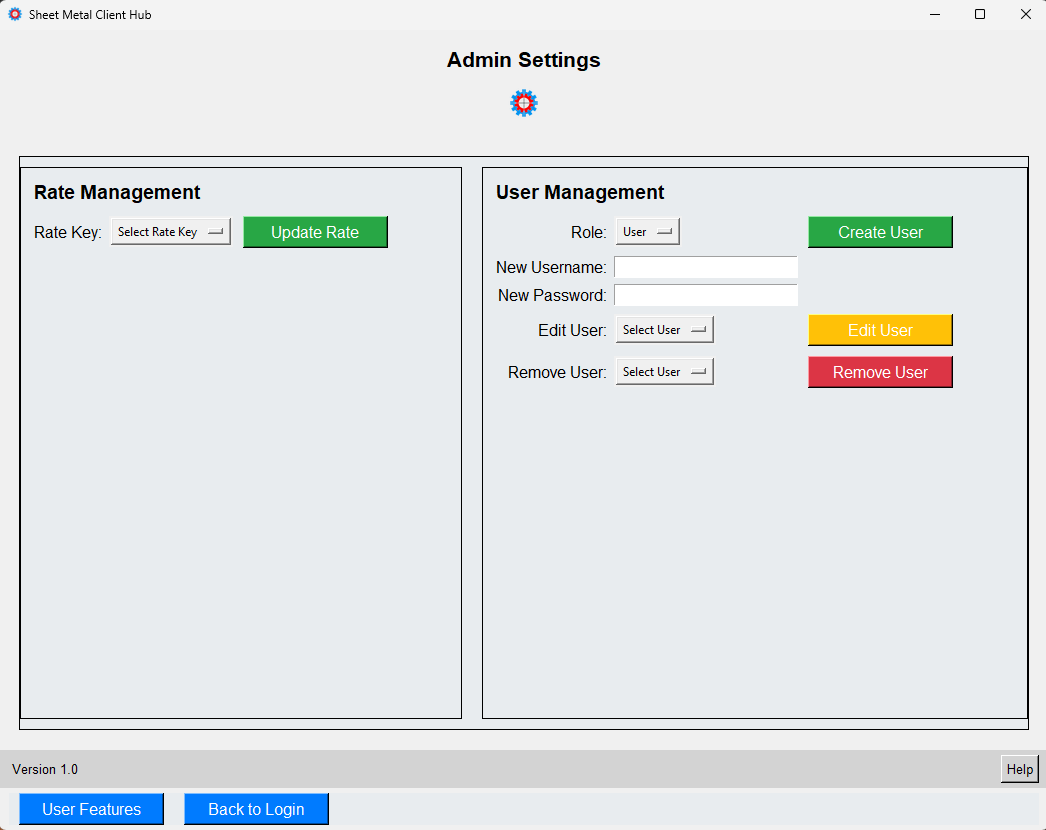 Sheet Metal Client Hub
Admin Settings
Rate Management
Rate Key: Select Rate Key Update Rate
User Management
Role: User Create User
New Username:
New Password:
Edit User: Select User Edit User
Remove User: Select User Remove User
Version 1.0 Help
User Features Back to Login